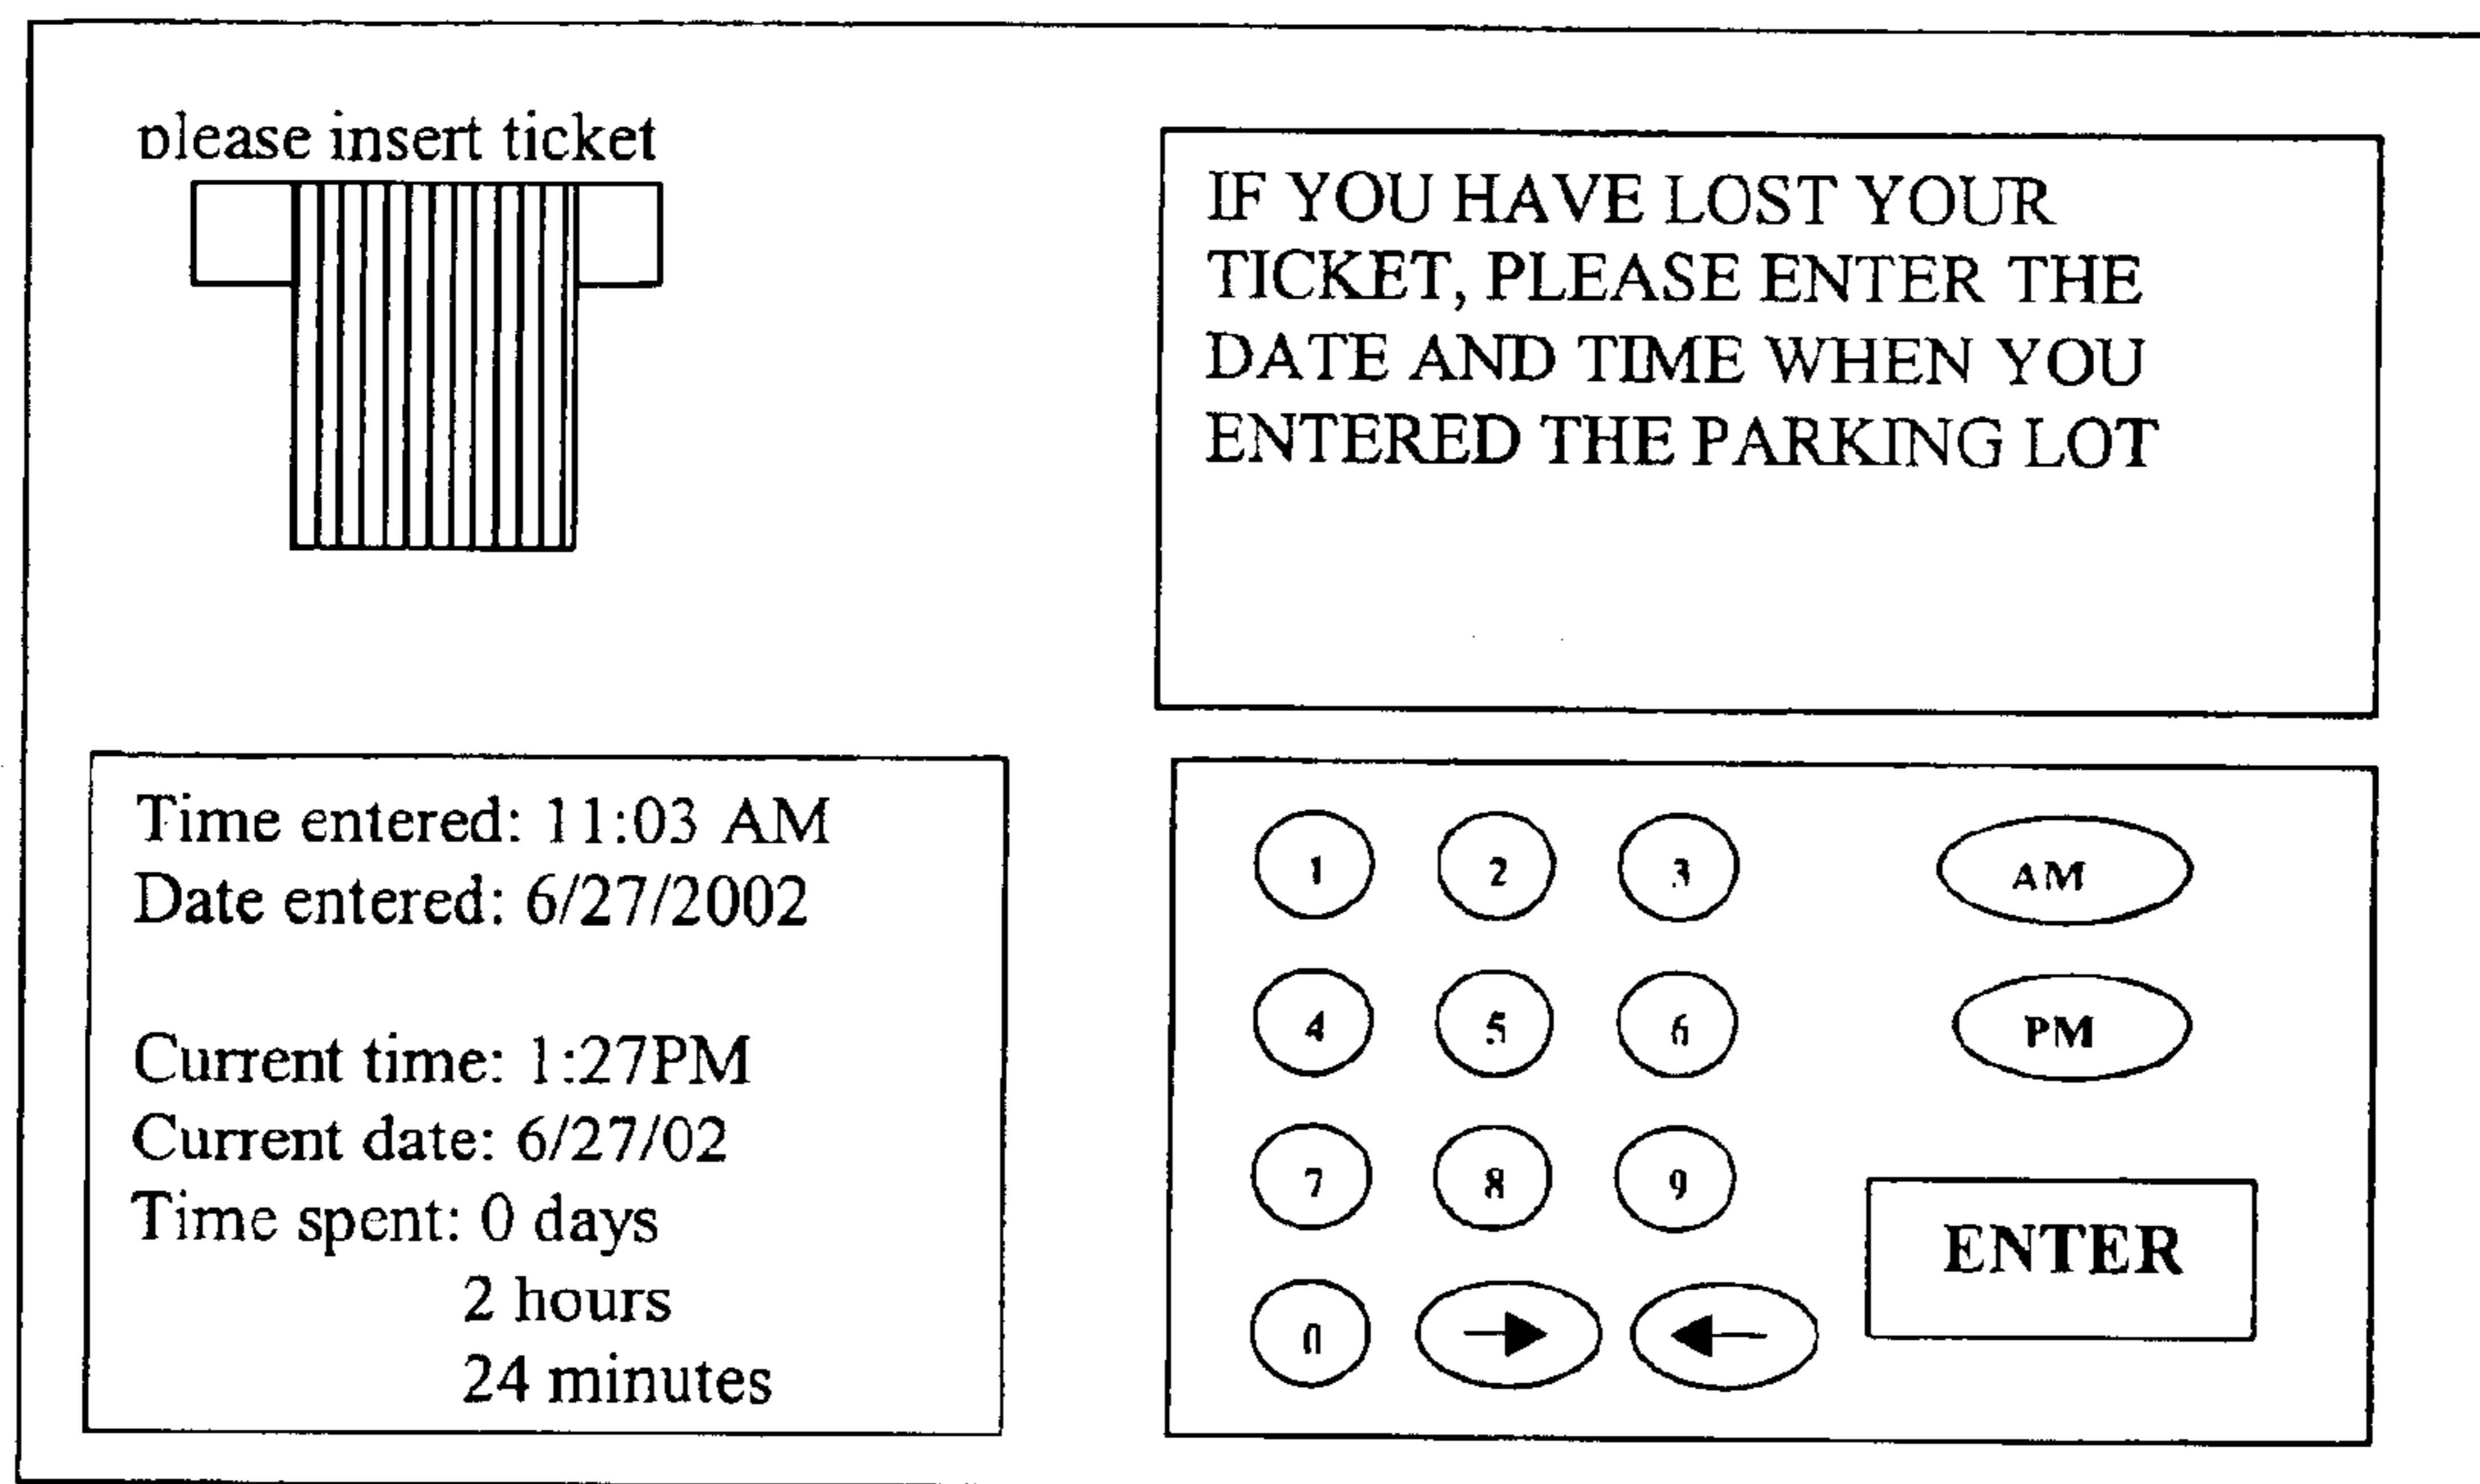 please insert ticket
IF YOU HAVE LOST YOUR
TICKET, PLEASE ENTER THE
DATE AND TIME WHEN YOU
ENTERED THE PARKING LOT
Time entered: 11:03 AM
Date entered: 6/27/2002
Current time: 1:27PM
Current date: 6/27/02
Time spent: 0 days
2 hours
24 minutes
1 2 3 AM
4 5 6 PM
7 8 9
ENTER
0